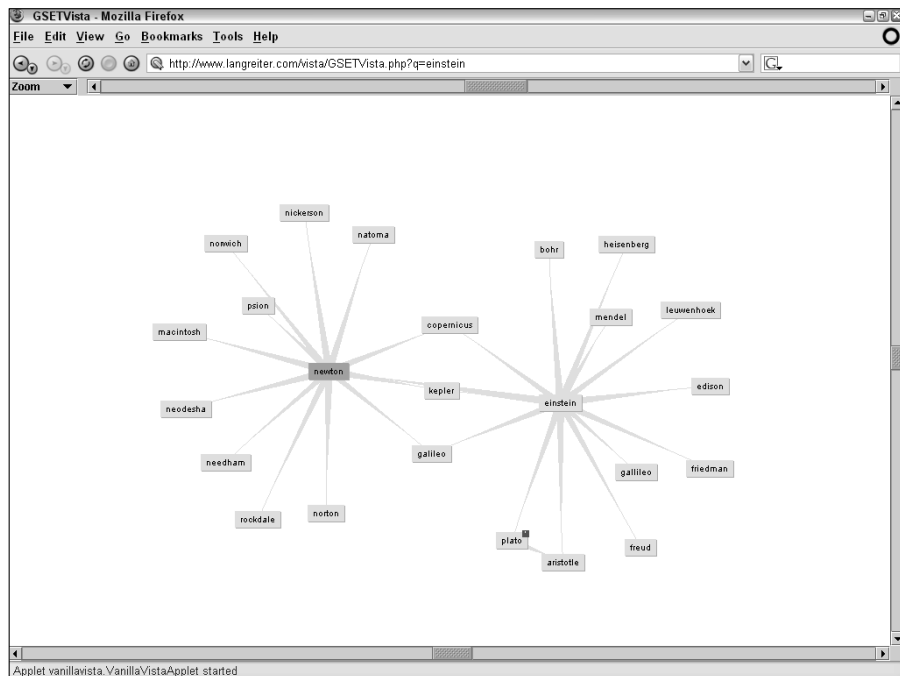 GSETVista - Mozilla Firefox
File Edit View Go Bookmarks Tools Help
http://www.langreiter.com/vista/GSETVista.php?q=einstein
G
Zoom
nickerson
natoma
norwich
bohr
heisenberg
psion
leuwenhoek
mendel
copernicus
macintosh
newton
edison
kepler
einstein
neodesha
galileo
needham
friedman
gallileo
norton
rockdale
plato
freud
aristotle
Applet vanillavista.VanillaVistaApplet started